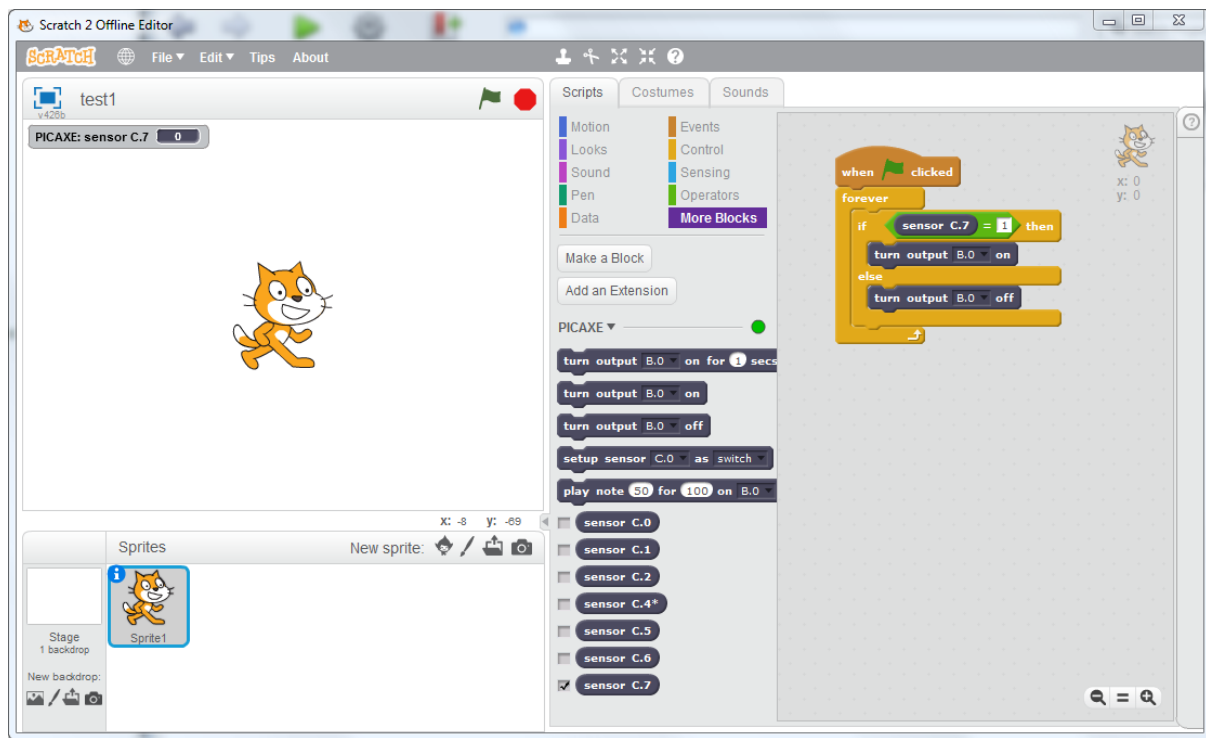 Scratch 2 Offline Editor
SCRATCH File Edit Tips About
test1
v426b
PICAXE: sensor C.7 0
X: -8 y: -69
Sprites New sprite:
Stage
1 backdrop
New backdrop:
Sprite1
Scripts Costumes Sounds
Motion Events
Looks Control
Sound Sensing
Pen Operators
Data More Blocks
Make a Block
Add an Extension
PICAXE
turn output B.0 on for 1 secs
turn output B.0 on
turn output B.0 off
setup sensor C.0 as switch
play note 50 for 100 on B.0
sensor C.0
sensor C.1
sensor C.2
sensor C.4*
sensor C.5
sensor C.6
sensor C.7
when clicked
forever
if sensor C.7 = 1 then
turn output B.0 on
else
turn output B.0 off
x: 0
y: 0